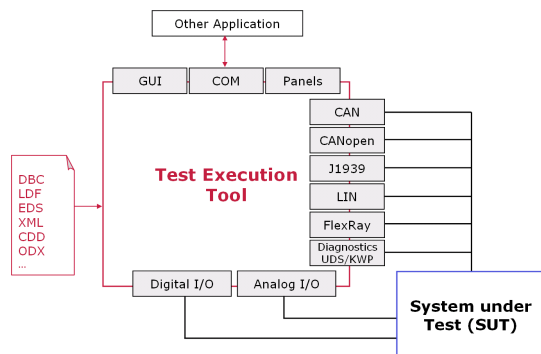 Other Application
GUI
COM
Panels
CAN
CANopen
J1939
LIN
FlexRay
Diagnostics
UDS/KWP
Test Execution
Tool
DBC
LDF
EDS
XML
CDD
ODX
...
Digital I/O
Analog I/O
System under
Test (SUT)